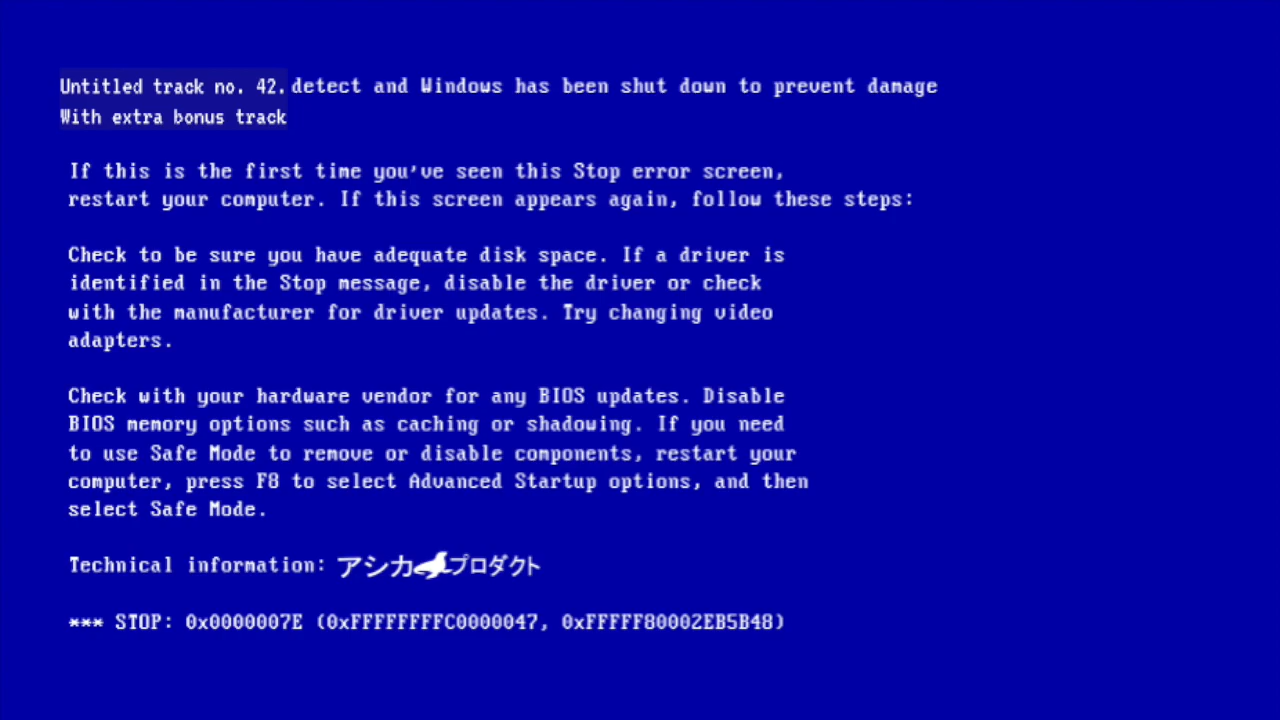 Untitled track no. 42. detect and Windows has been shut down to prevent damage
With extra bonus track
If this is the first time you've seen this Stop error screen,
restart your computer. If this screen appears again, follow these steps:
Check to be sure you have adequate disk space. If a driver is
identified in the Stop message, disable the driver or check
with the manufacturer for driver updates. Try changing video
adapters.
Check with your hardware vendor for any BIOS updates. Disable
BIOS memory options such as caching or shadowing. If you need
to use Safe Mode to remove or disable components, restart your
computer, press F8 to select Advanced Startup options, and then
select Safe Mode.
Technical information: アシカプロダクト
*** STOP: 0x0000007E (0xFFFFFFFFC0000047, 0xFFFFF80002EB5B48)